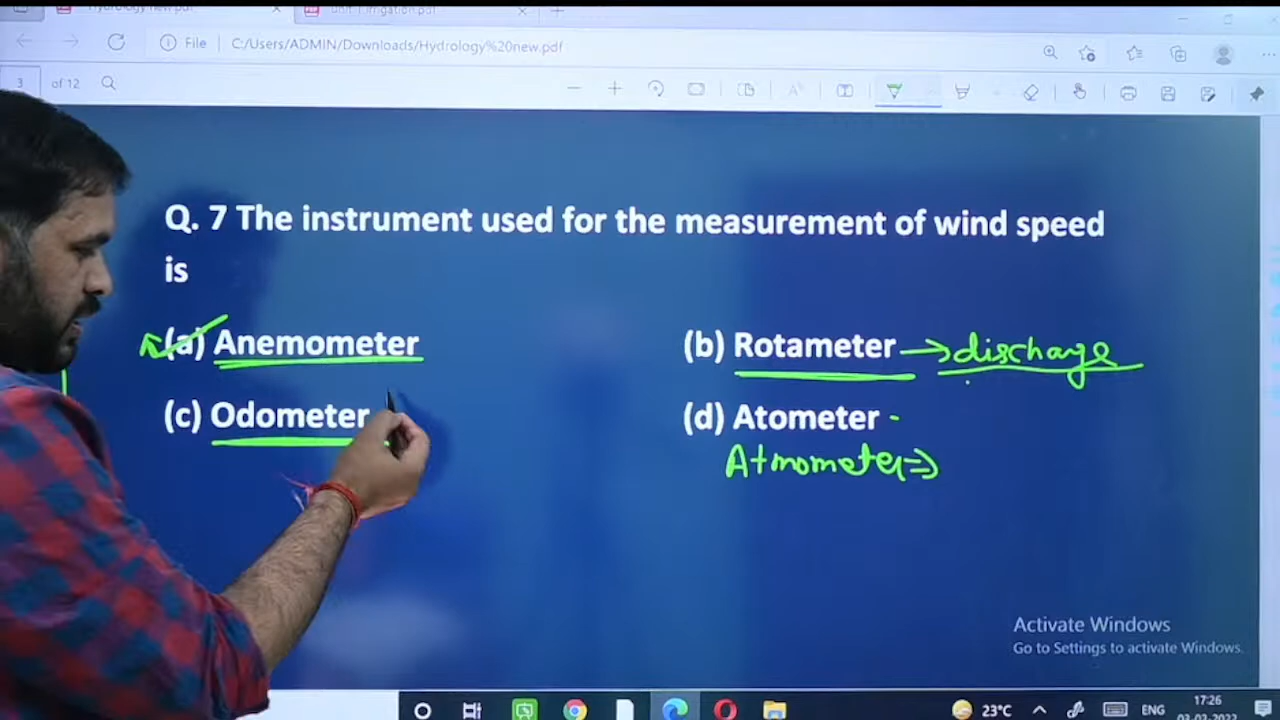 File C:/Users/ADMIN/Downloads/Hydrology%20new.pdf
3 of 12
Q. 7 The instrument used for the measurement of wind speed
is
(a) Anemometer
(b) Rotameter → discharge
(c) Odometer
(d) Atometer -
Atmometer ⇒
Activate Windows
Go to Settings to activate Windows.
23°C ENG 17:26